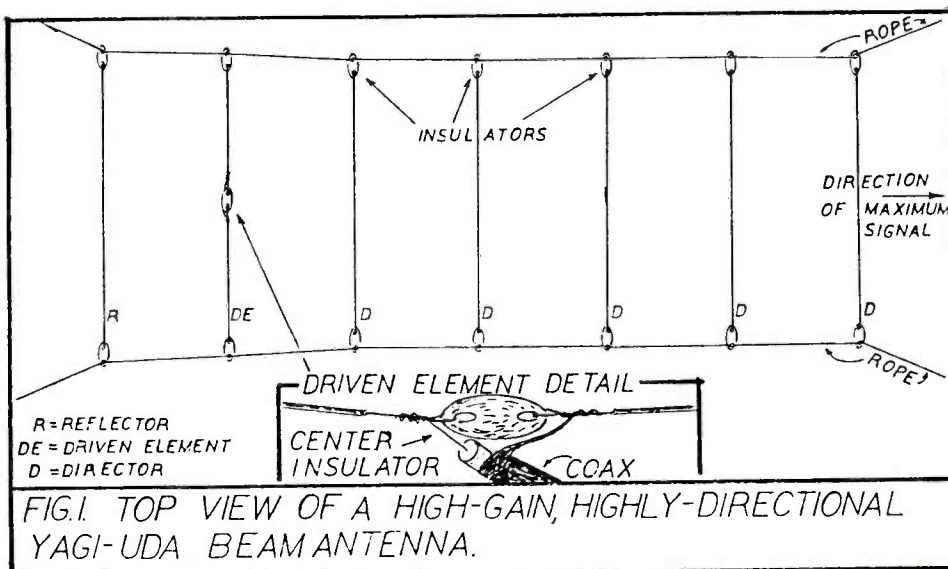 ROPE
INSULATORS
DIRECTION
OF MAXIMUM
SIGNAL
R
DE
D
D
D
D
D
ROPE
DRIVEN ELEMENT DETAIL
R=REFLECTOR
DE=DRIVEN ELEMENT
D=DIRECTOR
CENTER
INSULATOR
COAX
FIG.1. TOP VIEW OF A HIGH-GAIN, HIGHLY-DIRECTIONAL
YAGI-UDA BEAM ANTENNA.